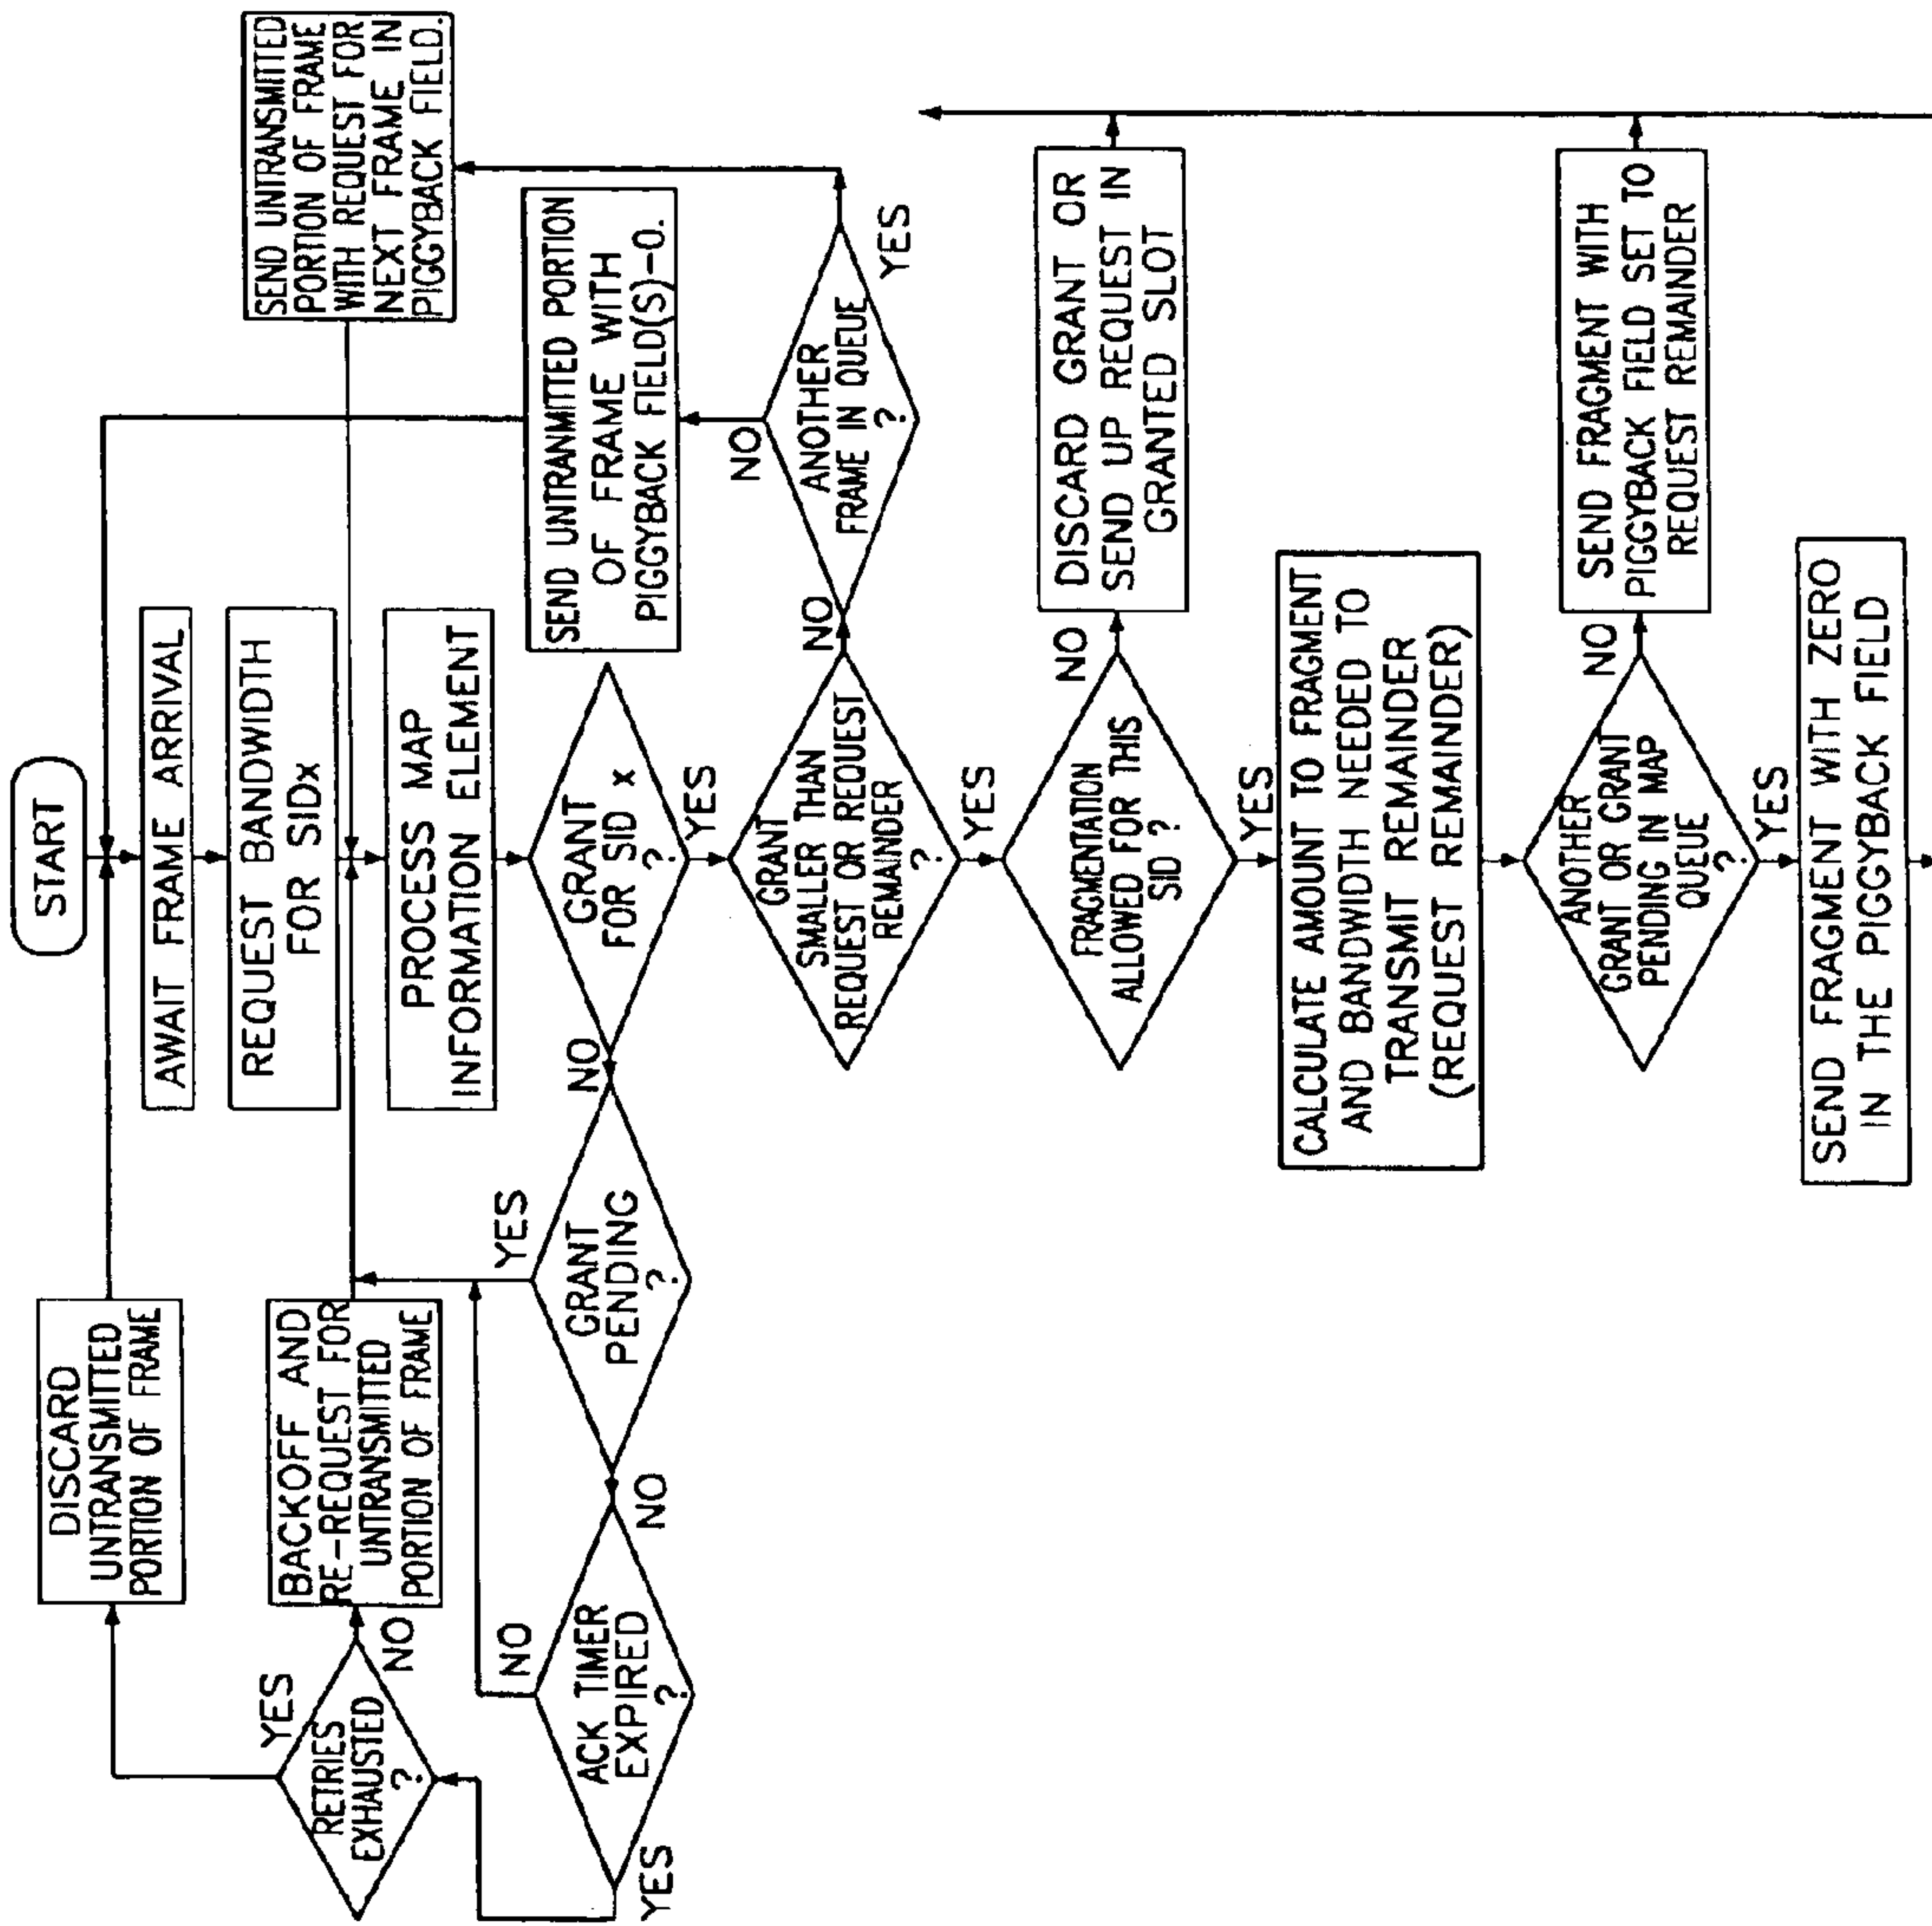 START
AWAIT FRAME ARRIVAL
REQUEST BANDWIDTH
FOR SIDx
PROCESS MAP
INFORMATION ELEMENT
GRANT
FOR SID x
?
YES
NO
GRANT
PENDING
?
YES
NO
ACK TIMER
EXPIRED
?
NO
YES
RETRIES
EXHAUSTED
?
YES
NO
DISCARD
UNTRANSMITTED
PORTION OF FRAME
BACKOFF AND
RE-REQUEST FOR
UNTRANSMITTED
PORTION OF FRAME
GRANT
SMALLER THAN
REQUEST OR REQUEST
REMAINDER
?
NO
YES
ANOTHER
FRAME IN QUEUE
?
NO
YES
SEND UNTRANMITTED PORTION
OF FRAME WITH
PIGGYBACK FIELD(S)-0.
SEND UNTRANSMITTED
PORTION OF FRAME
WITH REQUEST FOR
NEXT FRAME IN
PIGGYBACK FIELD.
FRAGMENTATION
ALLOWED FOR THIS
SID ?
NO
YES
DISCARD GRANT OR
SEND UP REQUEST IN
GRANTED SLOT
CALCULATE AMOUNT TO FRAGMENT
AND BANDWIDTH NEEDED TO
TRANSMIT REMAINDER
(REQUEST REMAINDER)
ANOTHER
GRANT OR GRANT
PENDING IN MAP
QUEUE
?
NO
YES
SEND FRAGMENT WITH
PIGGYBACK FIELD SET TO
REQUEST REMAINDER
SEND FRAGMENT WITH ZERO
IN THE PIGGYBACK FIELD